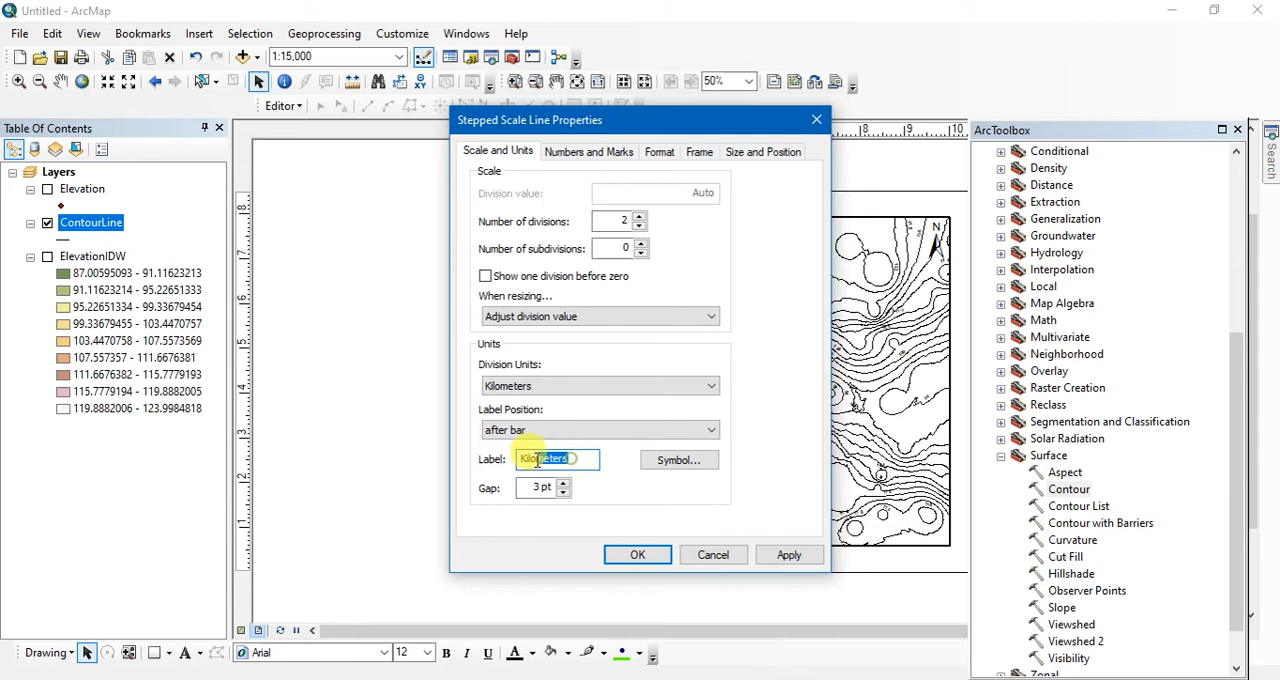 Untitled - ArcMap
File Edit View Bookmarks Insert Selection Geoprocessing Customize Windows Help
1:15,000
50%
Editor
Table Of Contents
Layers
Elevation
ContourLine
ElevationIDW
87.00595093 - 91.11623213
91.11623214 - 95.22651333
95.22651334 - 99.33679454
99.33679455 - 103.4470757
103.4470758 - 107.5573569
107.557357 - 111.6676381
111.6676382 - 115.7779193
115.7779194 - 119.8882005
119.8882006 - 123.9984818
Stepped Scale Line Properties
Scale and Units Numbers and Marks Format Frame Size and Position
Scale
Division value: Auto
Number of divisions: 2
Number of subdivisions: 0
Show one division before zero
When resizing...
Adjust division value
Units
Division Units:
Kilometers
Label Position:
after bar
Label: Kilometers Symbol...
Gap: 3 pt
OK Cancel Apply
8 9 10
N
ArcToolbox
Conditional
Density
Distance
Extraction
Generalization
Groundwater
Hydrology
Interpolation
Local
Map Algebra
Math
Multivariate
Neighborhood
Overlay
Raster Creation
Reclass
Segmentation and Classification
Solar Radiation
Surface
Aspect
Contour
Contour List
Contour with Barriers
Curvature
Cut Fill
Hillshade
Observer Points
Slope
Viewshed
Viewshed 2
Visibility
Zonal
Search
Drawing A Arial 12 B I U A